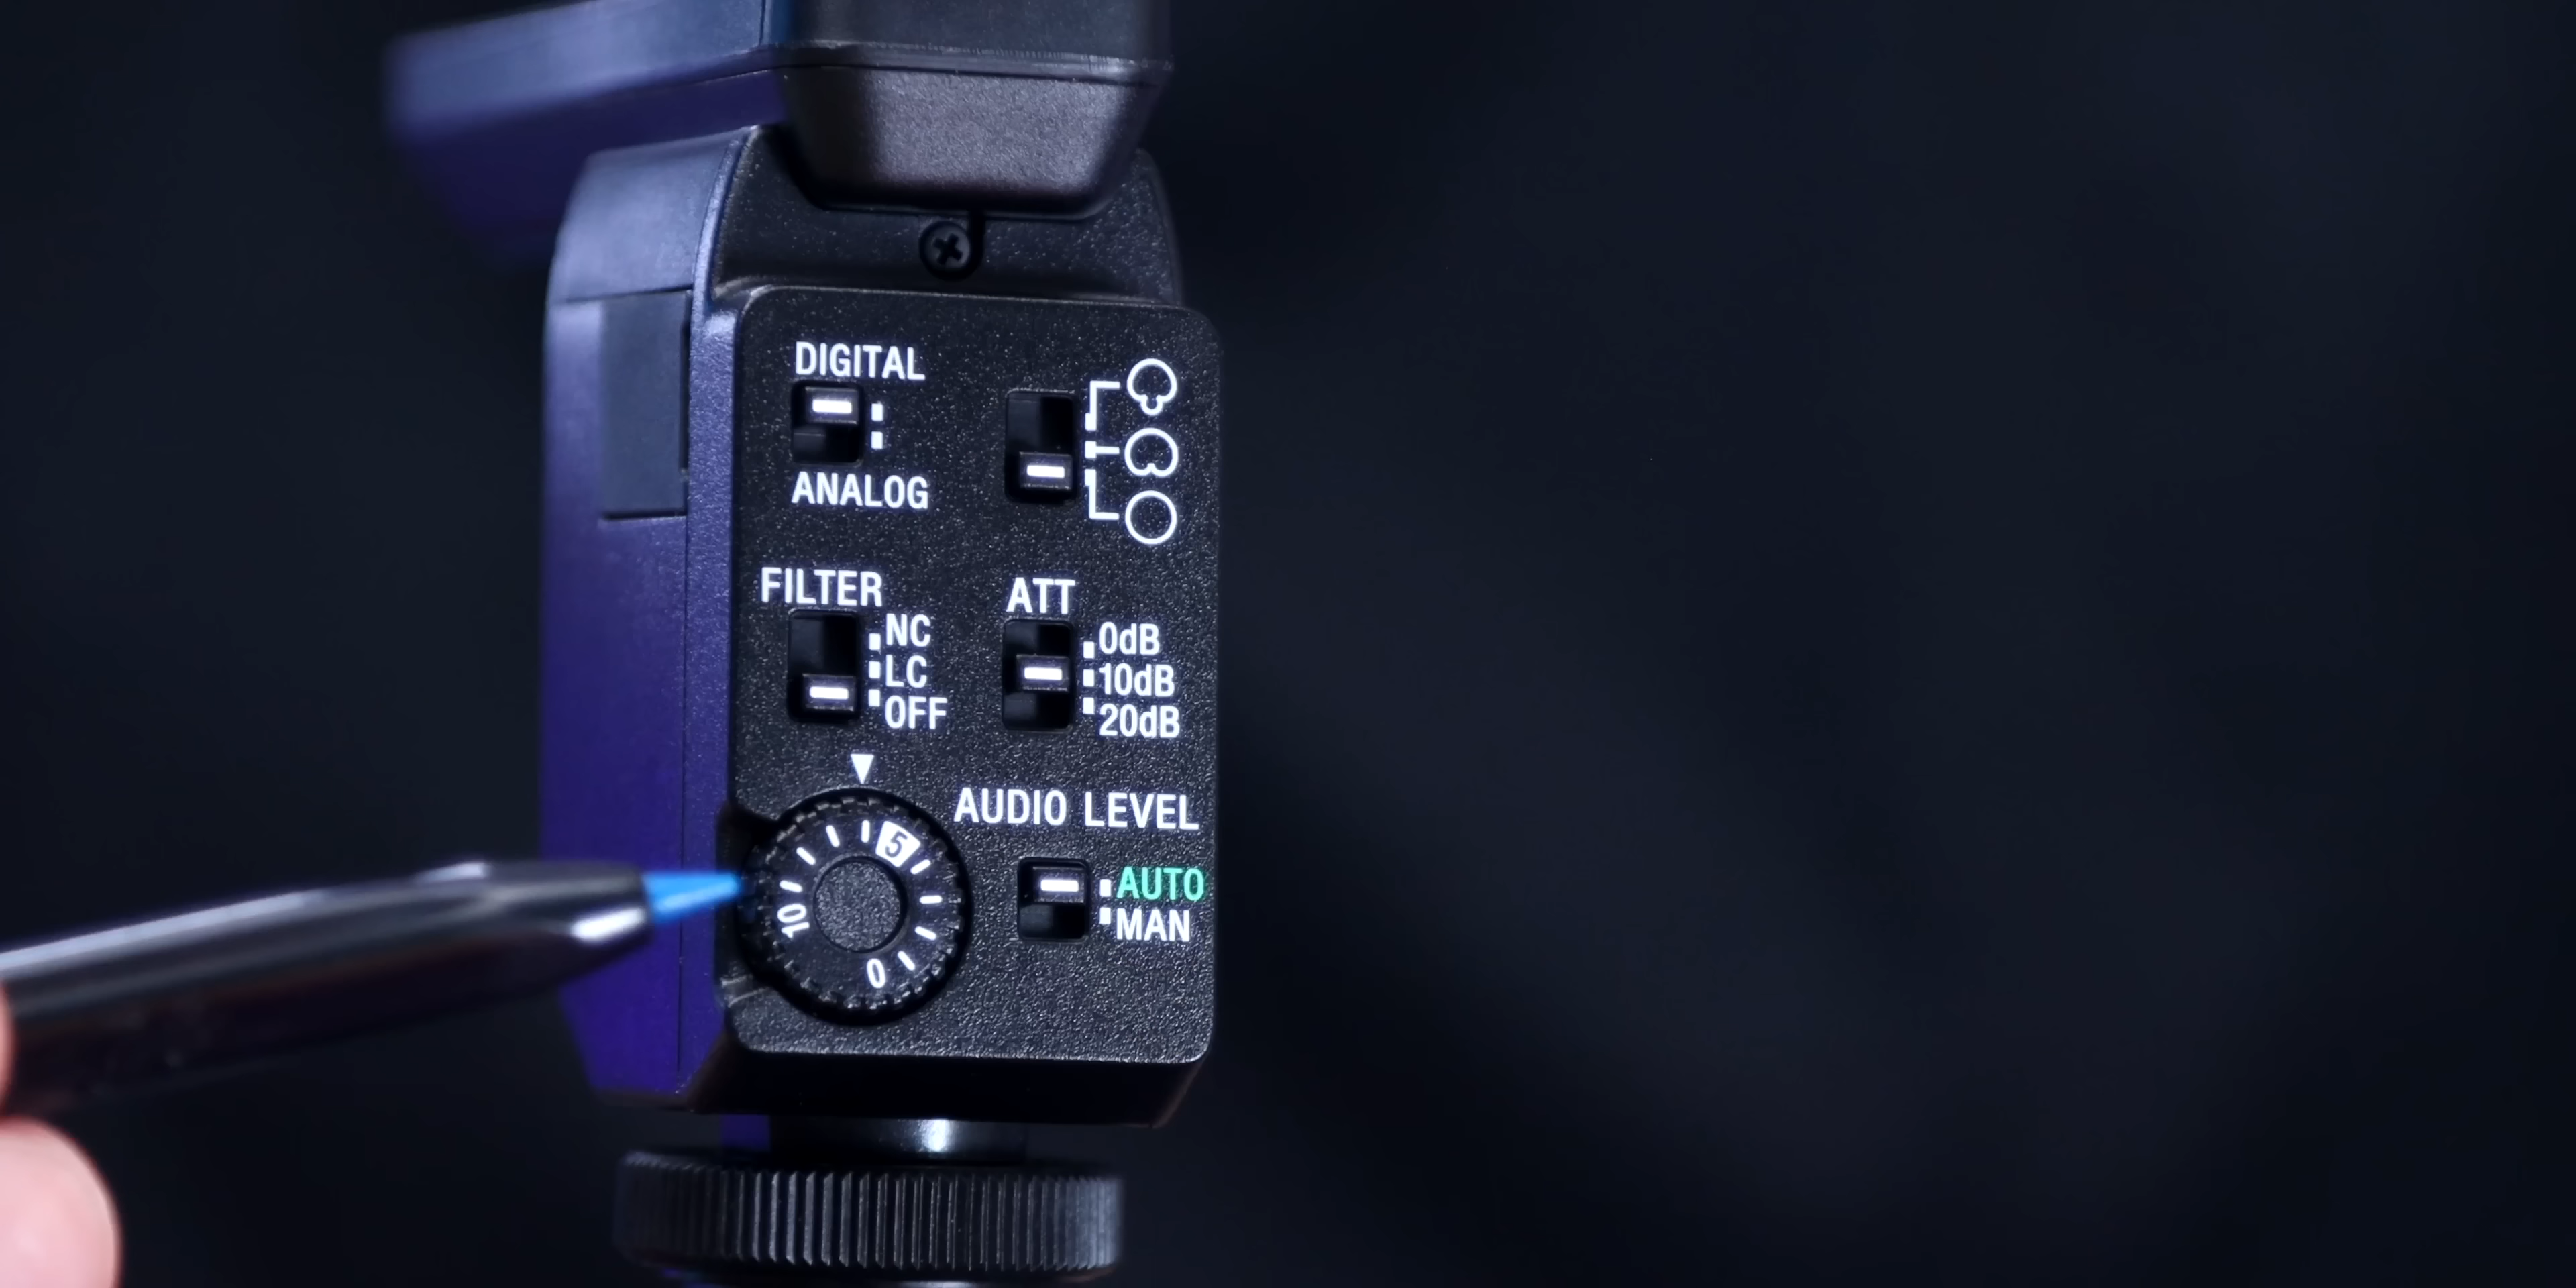 DIGITAL
ANALOG
FILTER
NC
LC
OFF
ATT
0dB
10dB
20dB
AUDIO LEVEL
5
10
0
AUTO
MAN